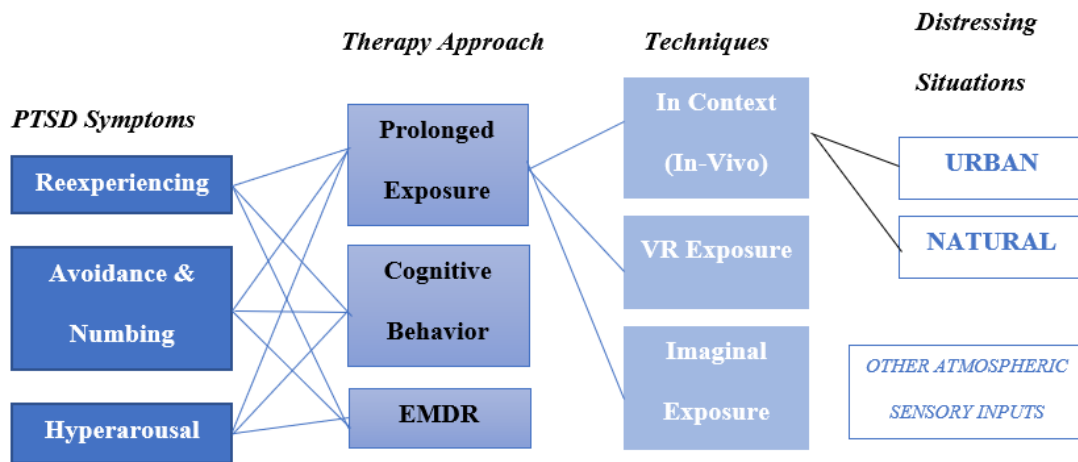 PTSD Symptoms
Reexperiencing
Avoidance &
Numbing
Hyperarousal
Therapy Approach
Prolonged
Exposure
Cognitive
Behavior
EMDR
Techniques
In Context
(In-Vivo)
VR Exposure
Imaginal
Exposure
Distressing
Situations
URBAN
NATURAL
OTHER ATMOSPHERIC
SENSORY INPUTS